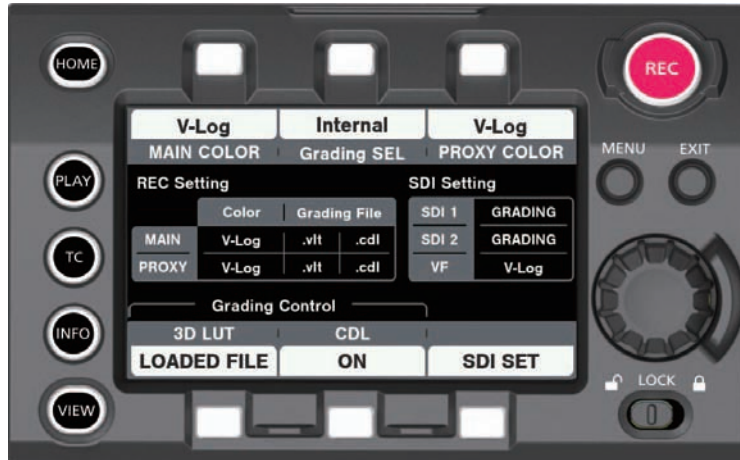 HOME
REC
V-Log Internal V-Log
MAIN COLOR Grading SEL PROXY COLOR
MENU EXIT
PLAY
REC Setting SDI Setting
Color Grading File SDI 1 GRADING
MAIN V-Log .vlt .cdl SDI 2 GRADING
PROXY V-Log .vlt .cdl VF V-Log
TC
Grading Control
INFO
3D LUT CDL
LOADED FILE ON SDI SET
LOCK
VIEW
0